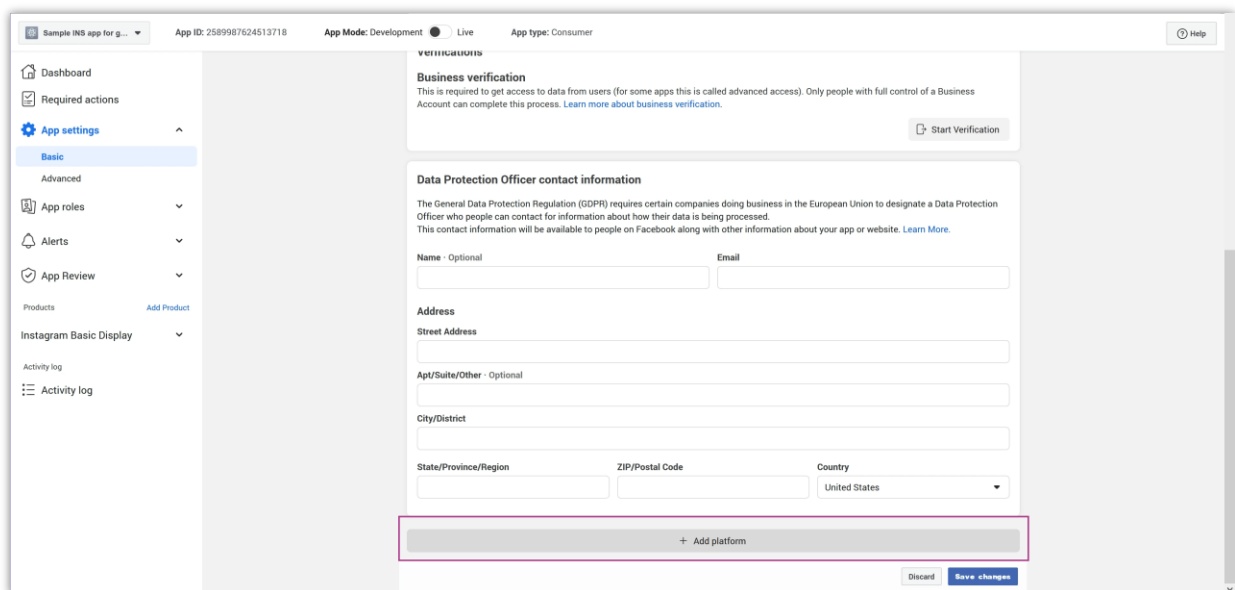 Sample INS app for g...
App ID: 2589987624513718
App Mode: Development
Live
App type: Consumer
Help
Dashboard
Required actions
App settings
Basic
Advanced
App roles
Alerts
App Review
Products
Add Product
Instagram Basic Display
Activity log
Activity log
Verifications
Business verification
This is required to get access to data from users (for some apps this is called advanced access). Only people with full control of a Business
Account can complete this process. Learn more about business verification.
Start Verification
Data Protection Officer contact information
The General Data Protection Regulation (GDPR) requires certain companies doing business in the European Union to designate a Data Protection
Officer who people can contact for information about how their data is being processed.
This contact information will be available to people on Facebook along with other information about your app or website. Learn More.
Name · Optional
Email
Address
Street Address
Apt/Suite/Other · Optional
City/District
State/Province/Region
ZIP/Postal Code
Country
United States
+ Add platform
Discard
Save changes